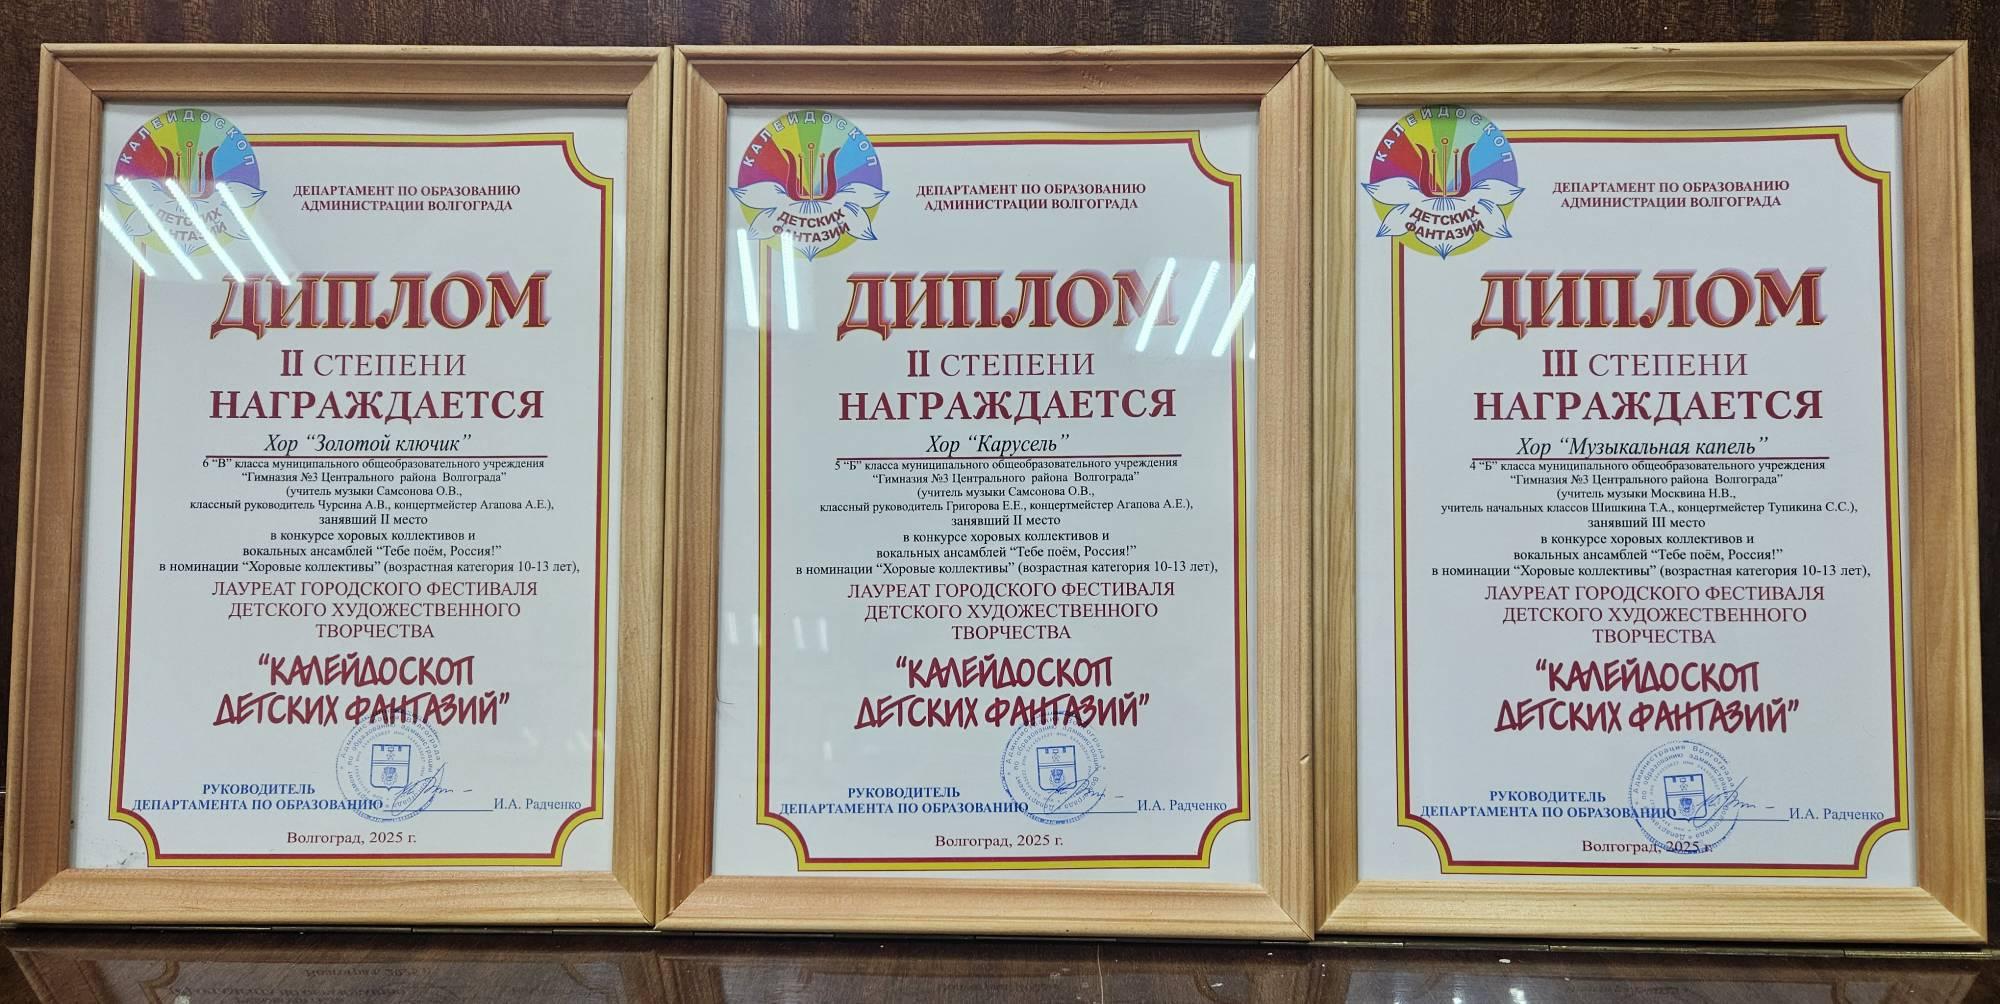 КАЛЕЙДОСКОП
ДЕТСКИХ
ФАНТАЗИЙ
ДЕПАРТАМЕНТ ПО ОБРАЗОВАНИЮ
АДМИНИСТРАЦИИ ВОЛГОГРАДА
ДИПЛОМ
II СТЕПЕНИ
НАГРАЖДАЕТСЯ
Хор “Золотой ключик”
6 “В” класса муниципального общеобразовательного учреждения
“Гимназия №3 Центрального района Волгограда”
(учитель музыки Самсонова О.В.,
классный руководитель Чурсина А.В., концертмейстер Агапова А.Е.),
занявший II место
в конкурсе хоровых коллективов и
вокальных ансамблей “Тебе поём, Россия!”
в номинации “Хоровые коллективы” (возрастная категория 10-13 лет),
ЛАУРЕАТ ГОРОДСКОГО ФЕСТИВАЛЯ
ДЕТСКОГО ХУДОЖЕСТВЕННОГО
ТВОРЧЕСТВА
“КАЛЕЙДОСКОП
ДЕТСКИХ ФАНТАЗИЙ”
РУКОВОДИТЕЛЬ
ДЕПАРТАМЕНТА ПО ОБРАЗОВАНИЮ И.А. Радченко
Волгоград, 2025 г.
КАЛЕЙДОСКОП
ДЕТСКИХ
ФАНТАЗИЙ
ДЕПАРТАМЕНТ ПО ОБРАЗОВАНИЮ
АДМИНИСТРАЦИИ ВОЛГОГРАДА
ДИПЛОМ
II СТЕПЕНИ
НАГРАЖДАЕТСЯ
Хор “Карусель”
5 “Б” класса муниципального общеобразовательного учреждения
“Гимназия №3 Центрального района Волгограда”
(учитель музыки Самсонова О.В.,
классный руководитель Григорова Е.Е., концертмейстер Агапова А.Е.),
занявший II место
в конкурсе хоровых коллективов и
вокальных ансамблей “Тебе поём, Россия!”
в номинации “Хоровые коллективы” (возрастная категория 10-13 лет),
ЛАУРЕАТ ГОРОДСКОГО ФЕСТИВАЛЯ
ДЕТСКОГО ХУДОЖЕСТВЕННОГО
ТВОРЧЕСТВА
“КАЛЕЙДОСКОП
ДЕТСКИХ ФАНТАЗИЙ”
РУКОВОДИТЕЛЬ
ДЕПАРТАМЕНТА ПО ОБРАЗОВАНИЮ И.А. Радченко
Волгоград, 2025 г.
КАЛЕЙДОСКОП
ДЕТСКИХ
ФАНТАЗИЙ
ДЕПАРТАМЕНТ ПО ОБРАЗОВАНИЮ
АДМИНИСТРАЦИИ ВОЛГОГРАДА
ДИПЛОМ
III СТЕПЕНИ
НАГРАЖДАЕТСЯ
Хор “Музыкальная капель”
4 “Б” класса муниципального общеобразовательного учреждения
“Гимназия №3 Центрального района Волгограда”
(учитель музыки Москвина Н.В.,
учитель начальных классов Шишкина Т.А., концертмейстер Тупикина С.С.),
занявший III место
в конкурсе хоровых коллективов и
вокальных ансамблей “Тебе поём, Россия!”
в номинации “Хоровые коллективы” (возрастная категория 10-13 лет),
ЛАУРЕАТ ГОРОДСКОГО ФЕСТИВАЛЯ
ДЕТСКОГО ХУДОЖЕСТВЕННОГО
ТВОРЧЕСТВА
“КАЛЕЙДОСКОП
ДЕТСКИХ ФАНТАЗИЙ”
РУКОВОДИТЕЛЬ
ДЕПАРТАМЕНТА ПО ОБРАЗОВАНИЮ И.А. Радченко
Волгоград, 2025 г.